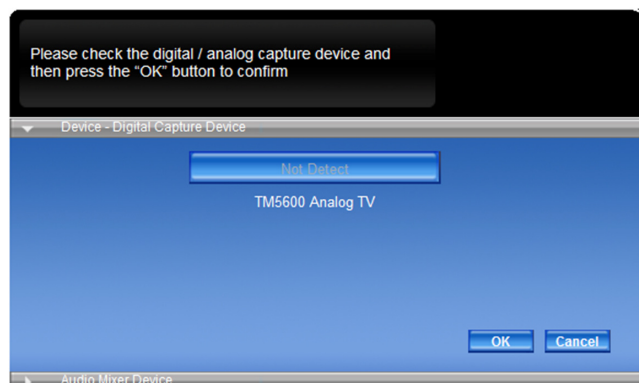 Please check the digital / analog capture device and
then press the “OK” button to confirm
Device - Digital Capture Device
Not Detect
TM5600 Analog TV
OK Cancel
Audio Mixer Device